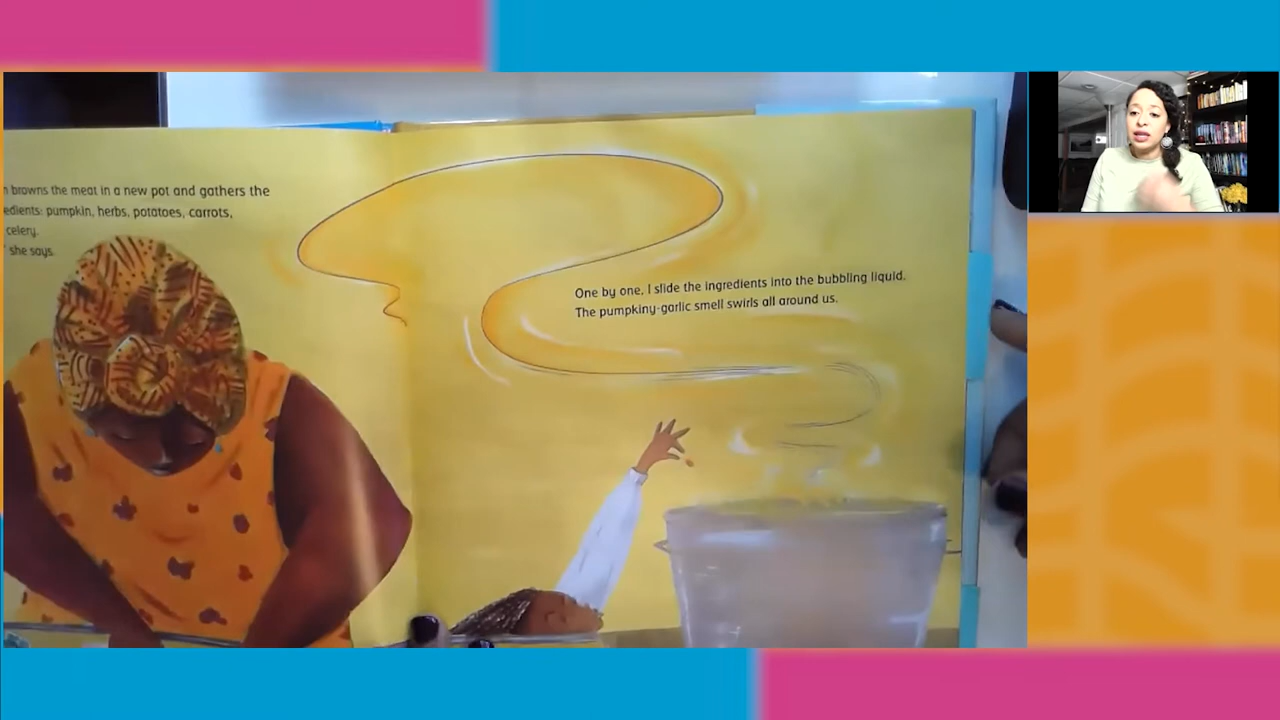 browns the meat in a new pot and gathers the
edients: pumpkin, herbs, potatoes, carrots,
celery.
she says.
One by one, I slide the ingredients into the bubbling liquid.
The pumpkiny-garlic smell swirls all around us.